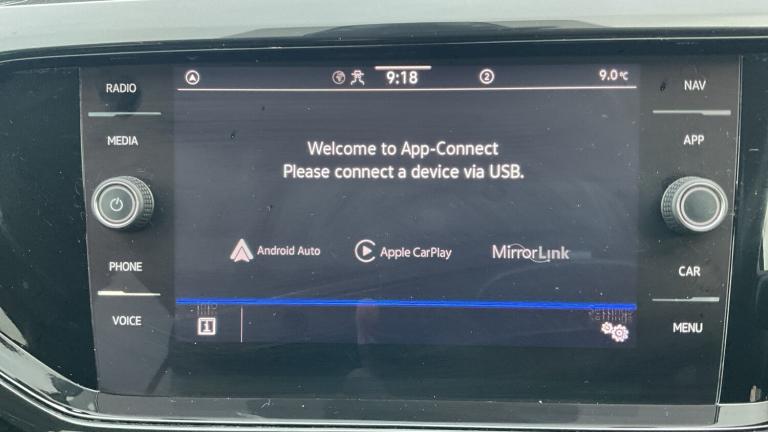 RADIO
MEDIA
PHONE
VOICE
9:18
2
9.0°C
Welcome to App-Connect
Please connect a device via USB.
Android Auto
Apple CarPlay
MirrorLink
NAV
APP
CAR
MENU